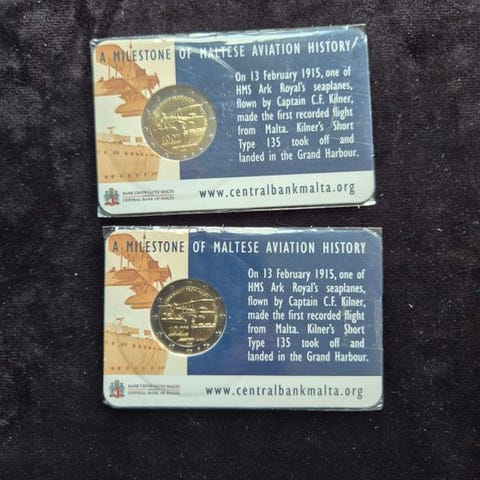 A MILESTONE OF MALTESE AVIATION HISTORY
On 13 February 1915, one of
HMS Ark Royal's seaplanes,
flown by Captain C.F. Kilner,
made the first recorded flight
from Malta. Kilner's Short
Type 135 took off and
landed in the Grand Harbour.
BANK ĊENTRALI TA' MALTA
CENTRAL BANK OF MALTA
www.centralbankmalta.org
A MILESTONE OF MALTESE AVIATION HISTORY
On 13 February 1915, one of
HMS Ark Royal's seaplanes,
flown by Captain C.F. Kilner,
made the first recorded flight
from Malta. Kilner's Short
Type 135 took off and
landed in the Grand Harbour.
BANK ĊENTRALI TA' MALTA
CENTRAL BANK OF MALTA
www.centralbankmalta.org